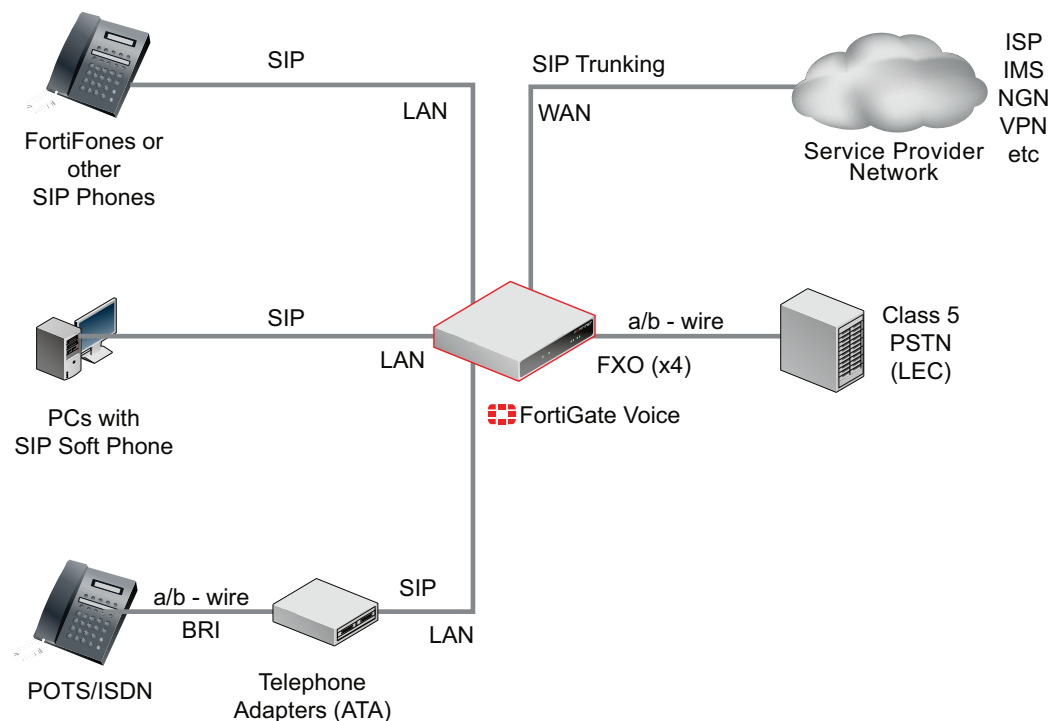 SIP
LAN
FortiFones or
other
SIP Phones
SIP Trunking
WAN
Service Provider
Network
ISP
IMS
NGN
VPN
etc
SIP
LAN
PCs with
SIP Soft Phone
a/b - wire
FXO (x4)
Class 5
PSTN
(LEC)
FortiGate Voice
a/b - wire
BRI
SIP
LAN
POTS/ISDN
Telephone
Adapters (ATA)